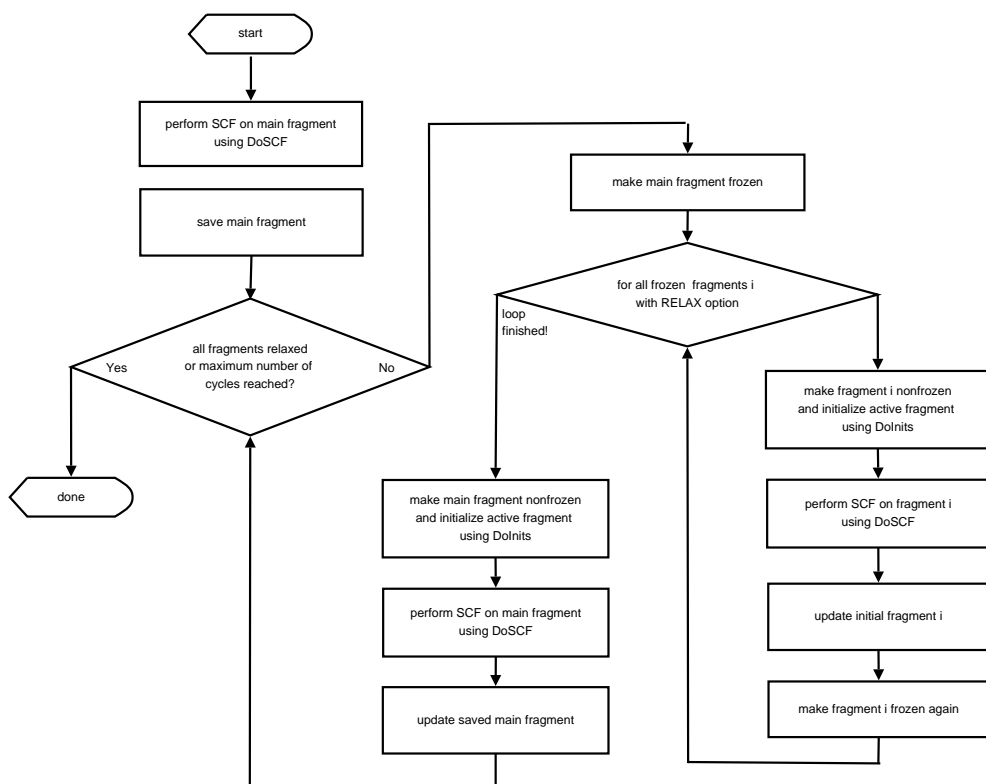 start
perform SCF on main fragment
using DoSCF
save main fragment
all fragments relaxed
or maximum number of
cycles reached?
Yes
No
done
make main fragment frozen
for all frozen fragments i
with RELAX option
loop
finished!
make main fragment nonfrozen
and initialize active fragment
using DoInits
perform SCF on main fragment
using DoSCF
update saved main fragment
make fragment i nonfrozen
and initialize active fragment
using DoInits
perform SCF on fragment i
using DoSCF
update initial fragment i
make fragment i frozen again